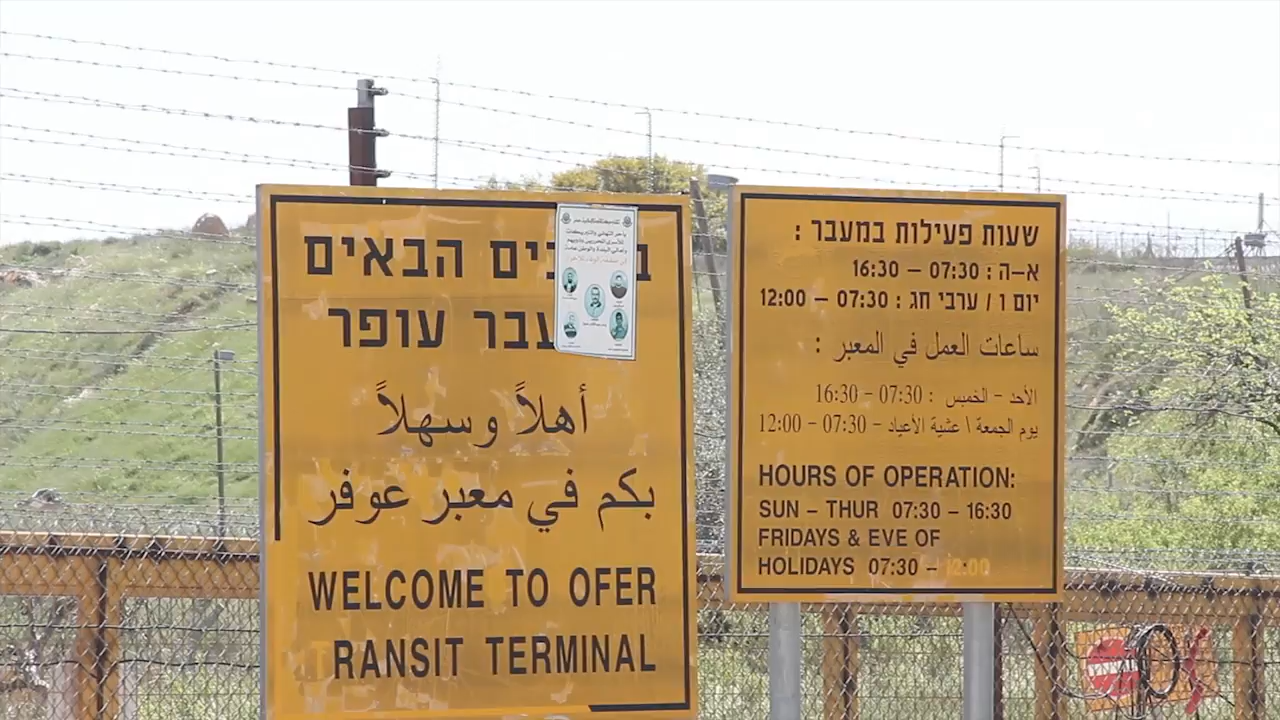 הבאים
עופר
أهلاً وسهلاً
بكم في معبر عوفر
WELCOME TO OFER
RANSIT TERMINAL
שעות פעילות במעבר :
א–ה : 07:30 – 16:30
יום ו / ערבי חג : 07:30 – 12:00
ساعات العمل في المعبر :
الأحد - الخميس : 07:30 - 16:30
يوم الجمعة \ عشية الأعياد - 07:30 - 12:00
HOURS OF OPERATION:
SUN – THUR 07:30 – 16:30
FRIDAYS & EVE OF
HOLIDAYS 07:30 – 12:00